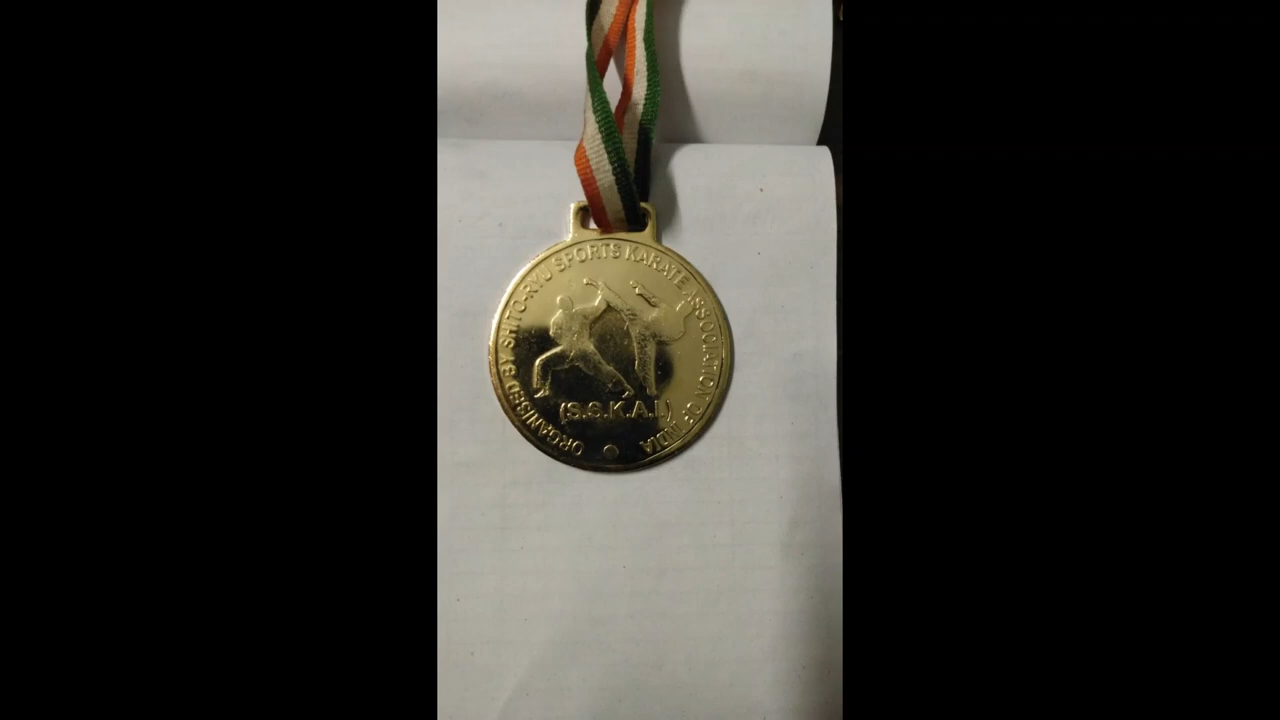 ORGANISED BY SHITO-RYU SPORTS KARATE ASSOCIATION OF INDIA
(S.S.K.A.I.)